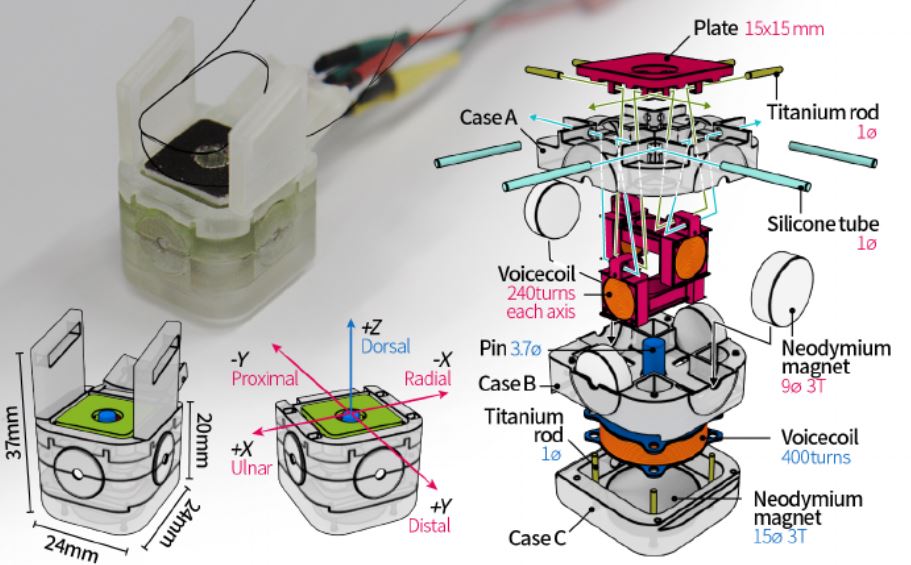 Plate 15x15 mm
Titanium rod
1ø
Case A
Silicone tube
1ø
Voicecoil
240turns
each axis
Pin 3.7ø
Neodymium
magnet
9ø 3T
Case B
Titanium
rod
1ø
Voicecoil
400turns
Neodymium
magnet
15ø 3T
Case C
37mm
20mm
24mm
24mm
+Z
Dorsal
-Y
Proximal
-X
Radial
+X
Ulnar
+Y
Distal